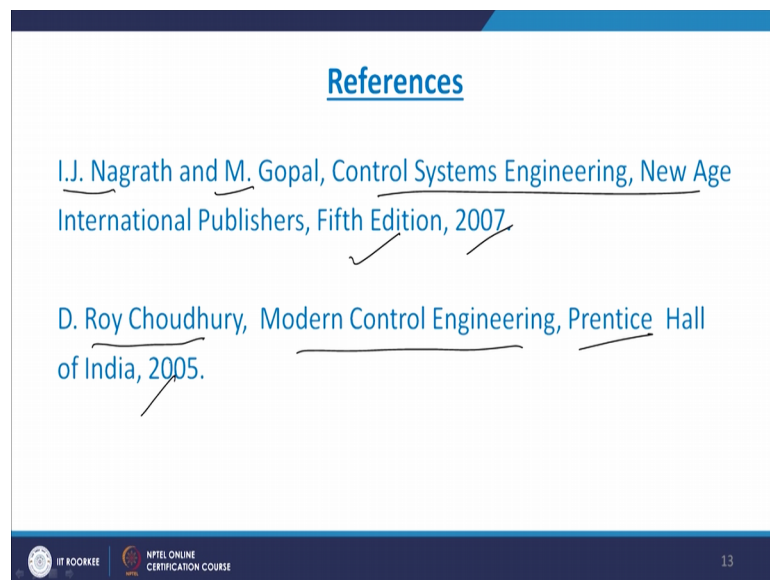 References
I.J. Nagrath and M. Gopal, Control Systems Engineering, New Age
International Publishers, Fifth Edition, 2007.
D. Roy Choudhury, Modern Control Engineering, Prentice Hall
of India, 2005.
IIT ROORKEE
NPTEL ONLINE
CERTIFICATION COURSE
13